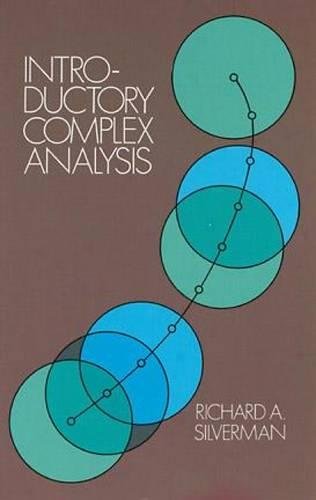 INTRO-
DUCTORY
COMPLEX
ANALYSIS
RICHARD A.
SILVERMAN